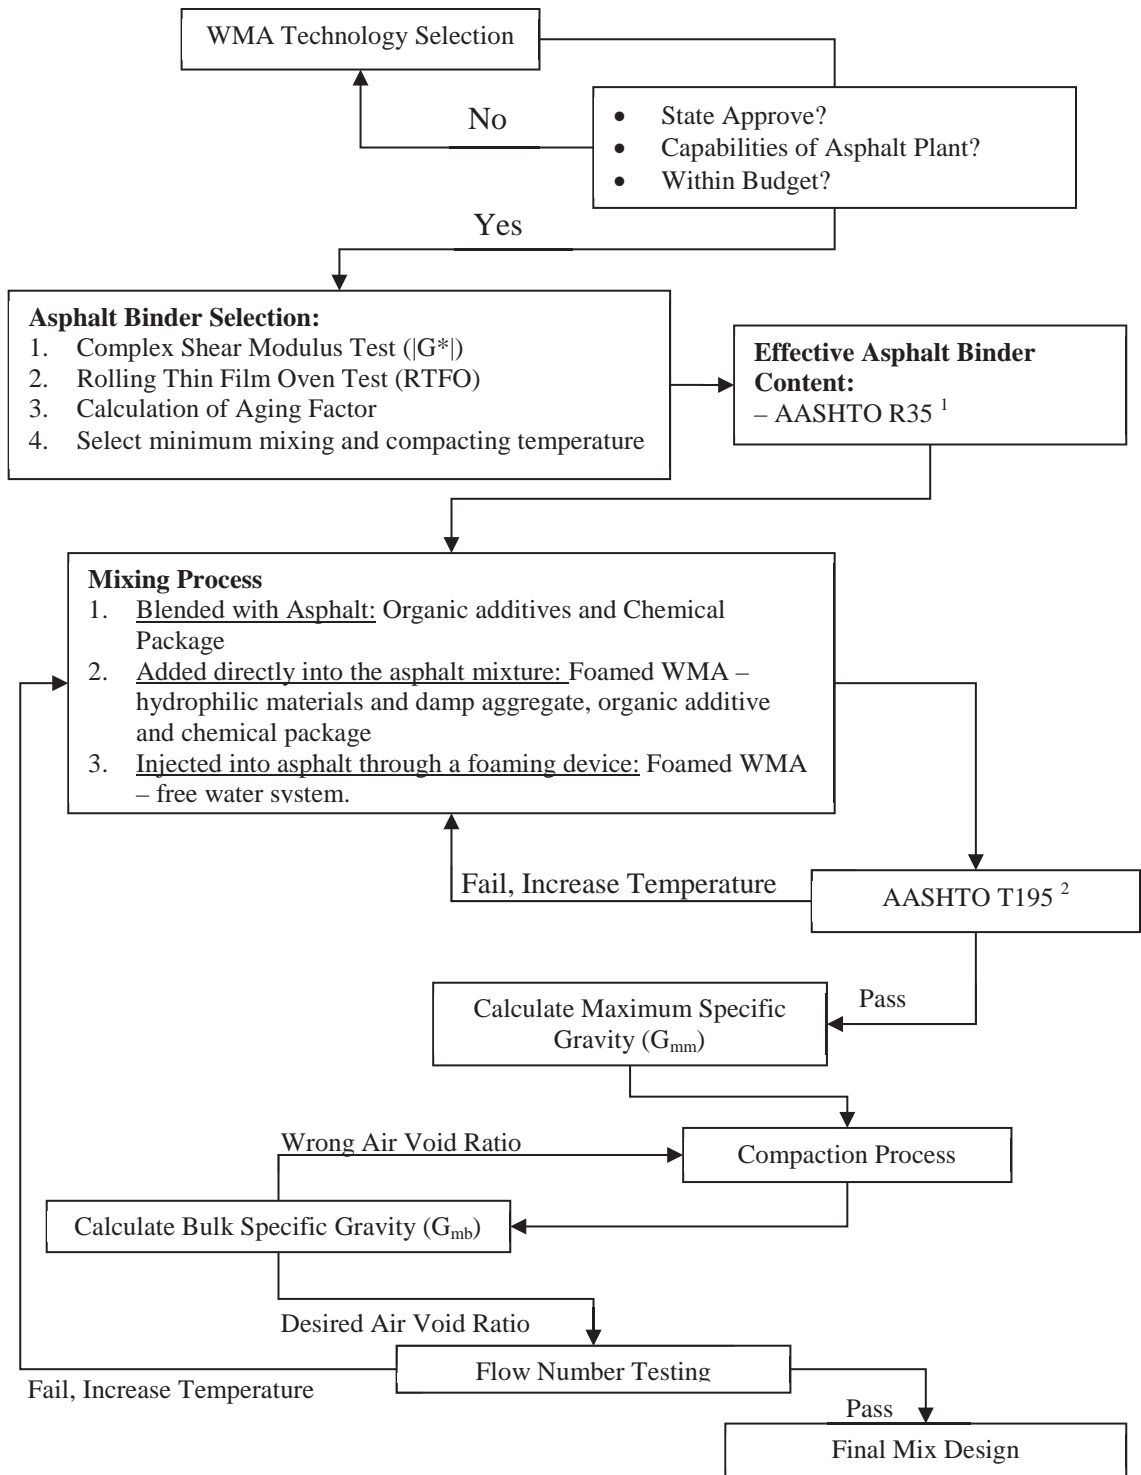 WMA Technology Selection
No
• State Approve?
• Capabilities of Asphalt Plant?
• Within Budget?
Yes
Asphalt Binder Selection:
1. Complex Shear Modulus Test (|G*|)
2. Rolling Thin Film Oven Test (RTFO)
3. Calculation of Aging Factor
4. Select minimum mixing and compacting temperature
Effective Asphalt Binder
Content:
– AASHTO R35 1
Mixing Process
1. Blended with Asphalt: Organic additives and Chemical
Package
2. Added directly into the asphalt mixture: Foamed WMA –
hydrophilic materials and damp aggregate, organic additive
and chemical package
3. Injected into asphalt through a foaming device: Foamed WMA
– free water system.
Fail, Increase Temperature
AASHTO T195 2
Pass
Calculate Maximum Specific
Gravity (Gmm)
Wrong Air Void Ratio
Compaction Process
Calculate Bulk Specific Gravity (Gmb)
Desired Air Void Ratio
Flow Number Testing
Fail, Increase Temperature
Pass
Final Mix Design